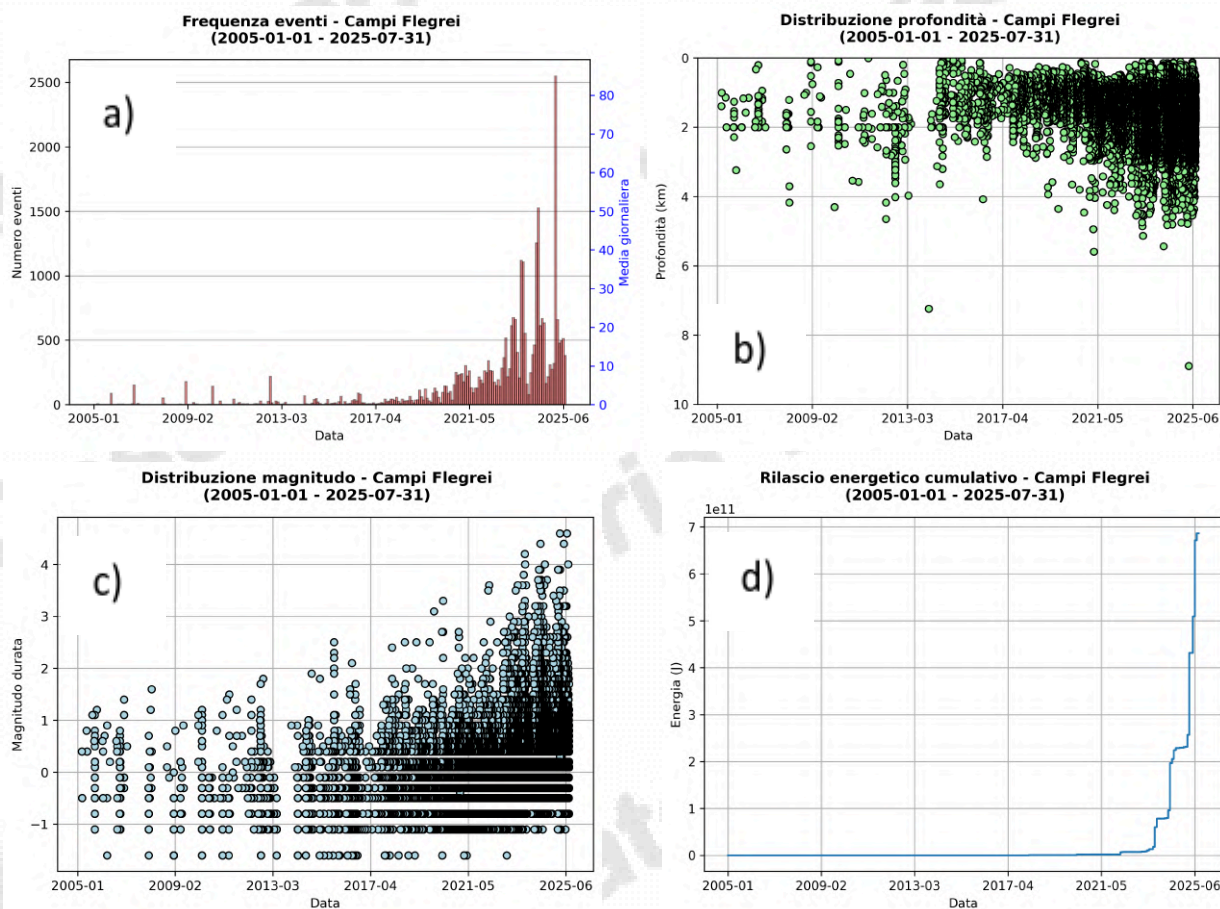 Frequenza eventi - Campi Flegrei
(2005-01-01 - 2025-07-31)
a)
2500
2000
1500
1000
500
0
Numero eventi
80
70
60
50
40
30
20
10
0
Media giornaliera
2005-01 2009-02 2013-03 2017-04 2021-05 2025-06
Data
Distribuzione profondità - Campi Flegrei
(2005-01-01 - 2025-07-31)
0
2
4
6
8
10
Profondità (km)
b)
2005-01 2009-02 2013-03 2017-04 2021-05 2025-06
Data
Distribuzione magnitudo - Campi Flegrei
(2005-01-01 - 2025-07-31)
c)
4
3
2
1
0
−1
Magnitudo durata
2005-01 2009-02 2013-03 2017-04 2021-05 2025-06
Data
Rilascio energetico cumulativo - Campi Flegrei
(2005-01-01 - 2025-07-31)
1e11
d)
7
6
5
4
3
2
1
0
Energia (J)
2005-01 2009-02 2013-03 2017-04 2021-05 2025-06
Data